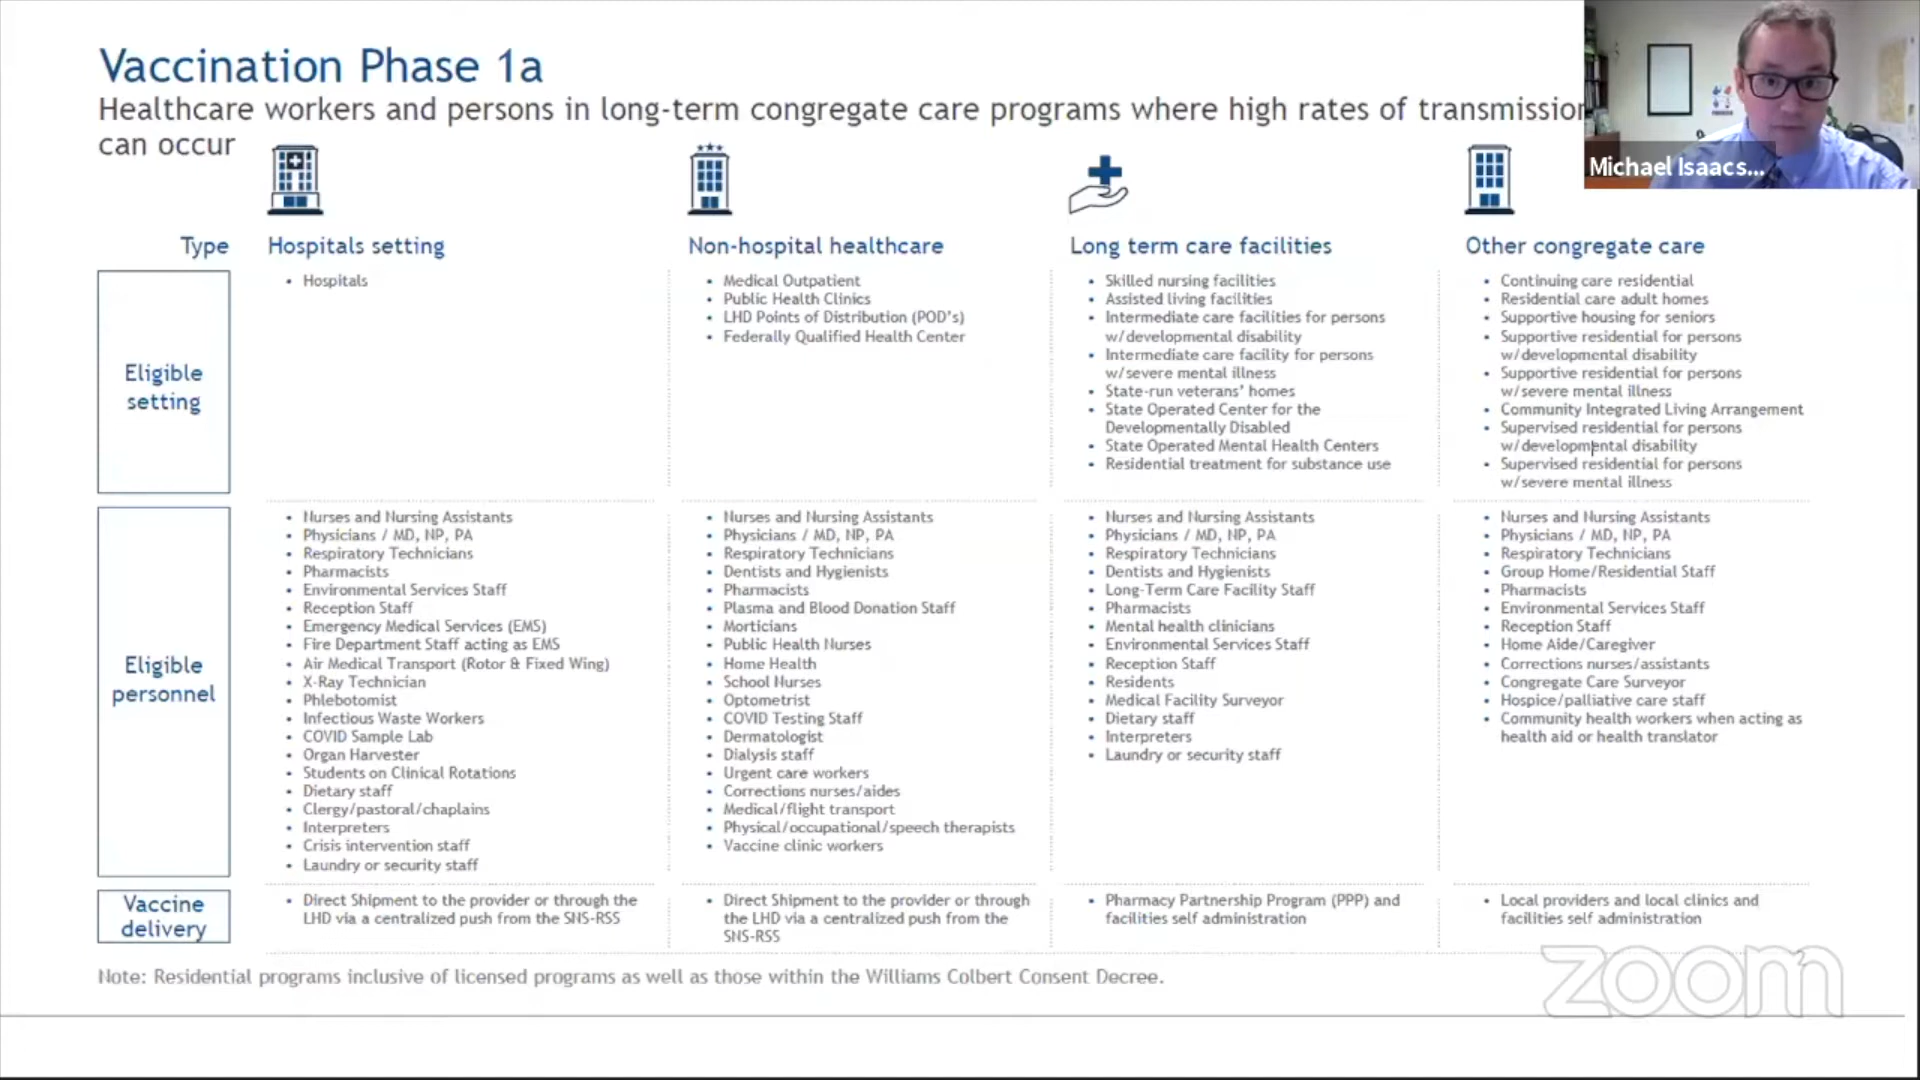 Vaccination Phase 1a
Healthcare workers and persons in long-term congregate care programs where high rates of transmission
can occur
Michael Isaacs...
Type
Hospitals setting
Non-hospital healthcare
Long term care facilities
Other congregate care
Eligible
setting
• Hospitals
• Medical Outpatient
• Public Health Clinics
• LHD Points of Distribution (POD's)
• Federally Qualified Health Center
• Skilled nursing facilities
• Assisted living facilities
• Intermediate care facilities for persons
w/developmental disability
• Intermediate care facility for persons
w/severe mental illness
• State-run veterans' homes
• State Operated Center for the
Developmentally Disabled
• State Operated Mental Health Centers
• Residential treatment for substance use
• Continuing care residential
• Residential care adult homes
• Supportive housing for seniors
• Supportive residential for persons
w/developmental disability
• Supportive residential for persons
w/severe mental illness
• Community Integrated Living Arrangement
• Supervised residential for persons
w/developmental disability
• Supervised residential for persons
w/severe mental illness
Eligible
personnel
• Nurses and Nursing Assistants
• Physicians / MD, NP, PA
• Respiratory Technicians
• Pharmacists
• Environmental Services Staff
• Reception Staff
• Emergency Medical Services (EMS)
• Fire Department Staff acting as EMS
• Air Medical Transport (Rotor & Fixed Wing)
• X-Ray Technician
• Phlebotomist
• Infectious Waste Workers
• COVID Sample Lab
• Organ Harvester
• Students on Clinical Rotations
• Dietary staff
• Clergy/pastoral/chaplains
• Interpreters
• Crisis intervention staff
• Laundry or security staff
• Nurses and Nursing Assistants
• Physicians / MD, NP, PA
• Respiratory Technicians
• Dentists and Hygienists
• Pharmacists
• Plasma and Blood Donation Staff
• Morticians
• Public Health Nurses
• Home Health
• School Nurses
• Optometrist
• COVID Testing Staff
• Dermatologist
• Dialysis staff
• Urgent care workers
• Corrections nurses/aides
• Medical/flight transport
• Physical/occupational/speech therapists
• Vaccine clinic workers
• Nurses and Nursing Assistants
• Physicians / MD, NP, PA
• Respiratory Technicians
• Dentists and Hygienists
• Long-Term Care Facility Staff
• Pharmacists
• Mental health clinicians
• Environmental Services Staff
• Reception Staff
• Residents
• Medical Facility Surveyor
• Dietary staff
• Interpreters
• Laundry or security staff
• Nurses and Nursing Assistants
• Physicians / MD, NP, PA
• Respiratory Technicians
• Group Home/Residential Staff
• Pharmacists
• Environmental Services Staff
• Reception Staff
• Home Aide/Caregiver
• Corrections nurses/assistants
• Congregate Care Surveyor
• Hospice/palliative care staff
• Community health workers when acting as
health aid or health translator
Vaccine
delivery
• Direct Shipment to the provider or through the
LHD via a centralized push from the SNS-RSS
• Direct Shipment to the provider or through
the LHD via a centralized push from the
SNS-RSS
• Pharmacy Partnership Program (PPP) and
facilities self administration
• Local providers and local clinics and
facilities self administration
Note: Residential programs inclusive of licensed programs as well as those within the Williams Colbert Consent Decree.
zoom